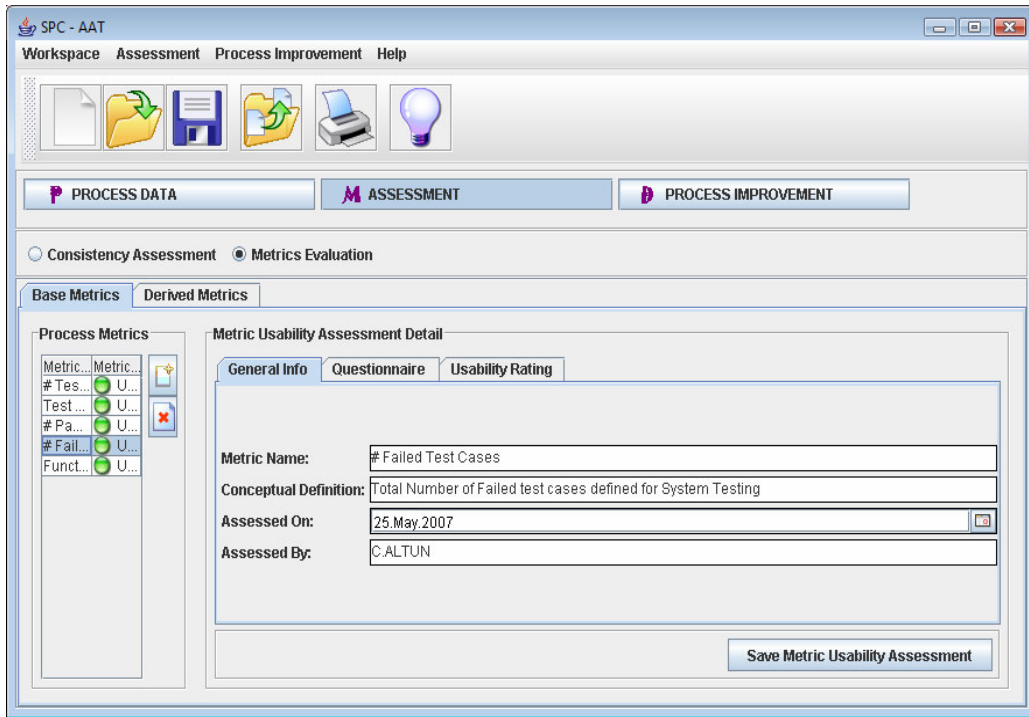 SPC - AAT
Workspace Assessment Process Improvement Help
P PROCESS DATA M ASSESSMENT D PROCESS IMPROVEMENT
Consistency Assessment Metrics Evaluation
Base Metrics Derived Metrics
Process Metrics
Metric... Metric...
# Tes... U...
Test ... U...
# Pa... U...
# Fail... U...
Funct... U...
Metric Usability Assessment Detail
General Info Questionnaire Usability Rating
Metric Name: # Failed Test Cases
Conceptual Definition: Total Number of Failed test cases defined for System Testing
Assessed On: 25.May.2007
Assessed By: C.ALTUN
Save Metric Usability Assessment